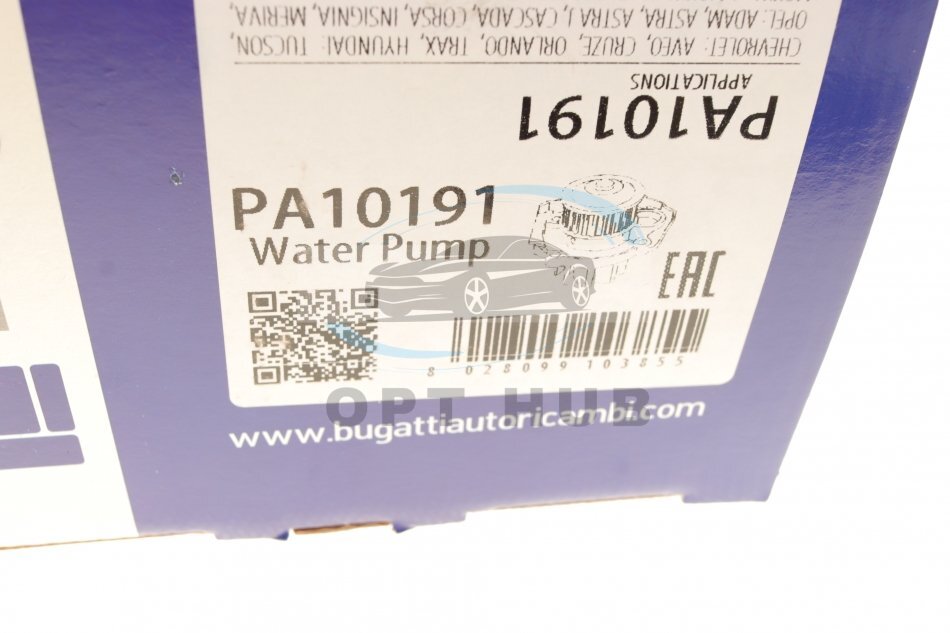 OPEL: ADAM, ASTRA, ASTRA J, CASCADA, CORSA, INSIGNIA, MERIVA,
CHEVROLET: AVEO, CRUZE, ORLANDO, TRAX, HYUNDAI: TUCSON,
APPLICATIONS
PA10191
PA10191
Water Pump
EAC
8 028099 103855
OPT HUB
www.bugattiautoricambi.com